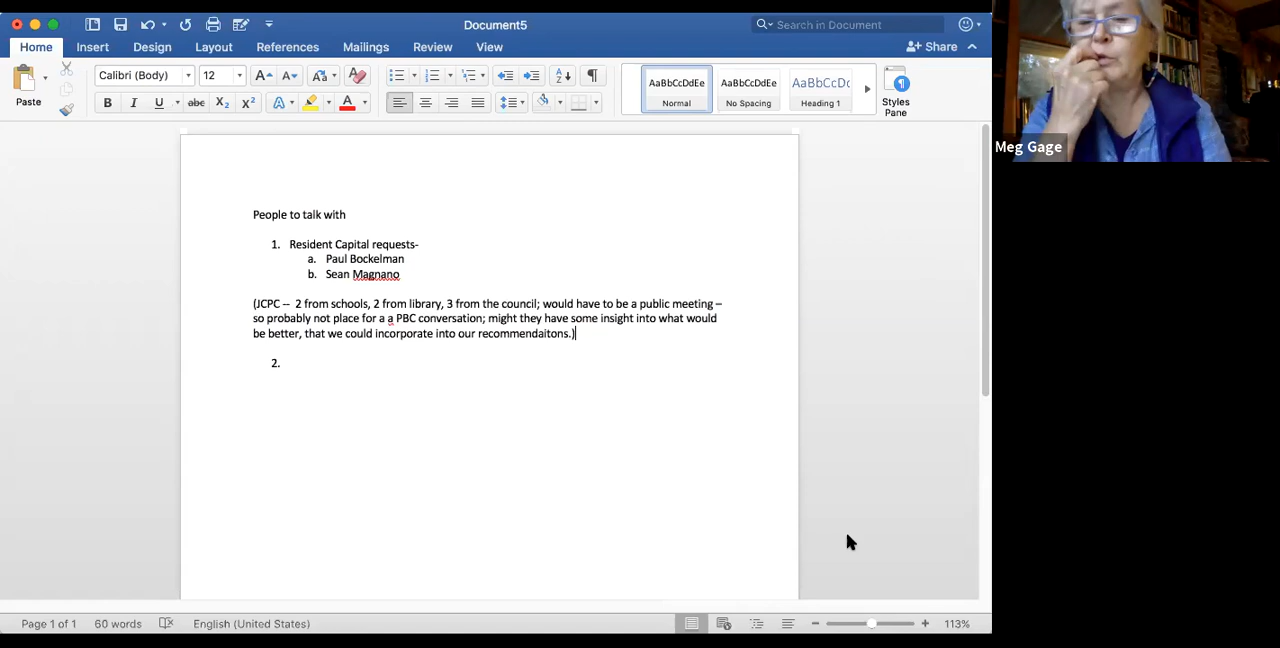 Document5
Search in Document
Home Insert Design Layout References Mailings Review View
Share
Calibri (Body) 12
Paste
AaBbCcDdEe AaBbCcDdEe AaBbCcDc
Normal No Spacing Heading 1
Styles Pane
Meg Gage
People to talk with
1. Resident Capital requests-
a. Paul Bockelman
b. Sean Magnano
(JCPC -- 2 from schools, 2 from library, 3 from the council; would have to be a public meeting –
so probably not place for a a PBC conversation; might they have some insight into what would
be better, that we could incorporate into our recommendaitons.)
2.
Page 1 of 1 60 words English (United States) 113%